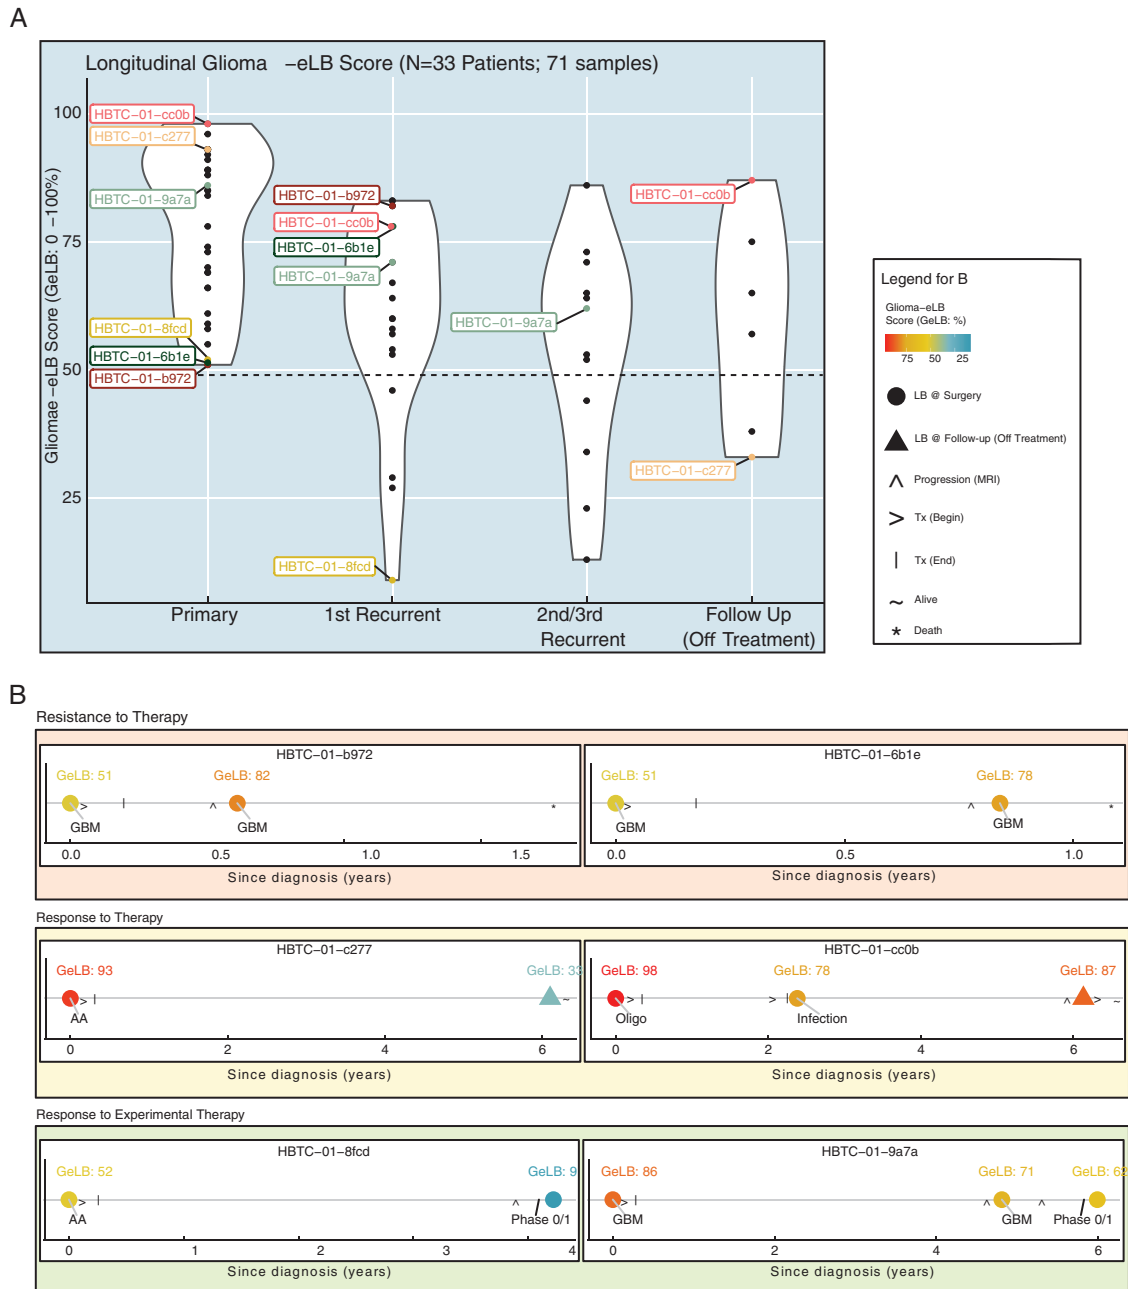 A
Longitudinal Glioma −eLB Score (N=33 Patients; 71 samples)
Gliomae −eLB Score (GeLB: 0 −100%)
100
75
50
25
HBTC−01−cc0b
HBTC−01−c277
HBTC−01−9a7a
HBTC−01−8fcd
HBTC−01−6b1e
HBTC−01−b972
HBTC−01−b972
HBTC−01−cc0b
HBTC−01−6b1e
HBTC−01−9a7a
HBTC−01−8fcd
HBTC−01−9a7a
HBTC−01−cc0b
HBTC−01−c277
Primary
1st Recurrent
2nd/3rd
Recurrent
Follow Up
(Off Treatment)
Legend for B
Glioma−eLB
Score (GeLB: %)
75 50 25
LB @ Surgery
LB @ Follow-up (Off Treatment)
^ Progression (MRI)
> Tx (Begin)
| Tx (End)
~ Alive
* Death
B
Resistance to Therapy
HBTC−01−b972
GeLB: 51
GeLB: 82
> | ^ *
GBM
GBM
0.0 0.5 1.0 1.5
Since diagnosis (years)
HBTC−01−6b1e
GeLB: 51
GeLB: 78
> | ^ *
GBM
GBM
0.0 0.5 1.0
Since diagnosis (years)
Response to Therapy
HBTC−01−c277
GeLB: 93
GeLB: 33
> | ~
AA
0 2 4 6
Since diagnosis (years)
HBTC−01−cc0b
GeLB: 98
GeLB: 78
GeLB: 87
> | > | ^ > ~
Oligo
Infection
0 2 4 6
Since diagnosis (years)
Response to Experimental Therapy
HBTC−01−8fcd
GeLB: 52
GeLB: 9
> | ^
AA
Phase 0/1
0 1 2 3 4
Since diagnosis (years)
HBTC−01−9a7a
GeLB: 86
GeLB: 71
GeLB: 62
> | ^ ^
GBM
GBM
Phase 0/1
0 2 4 6
Since diagnosis (years)